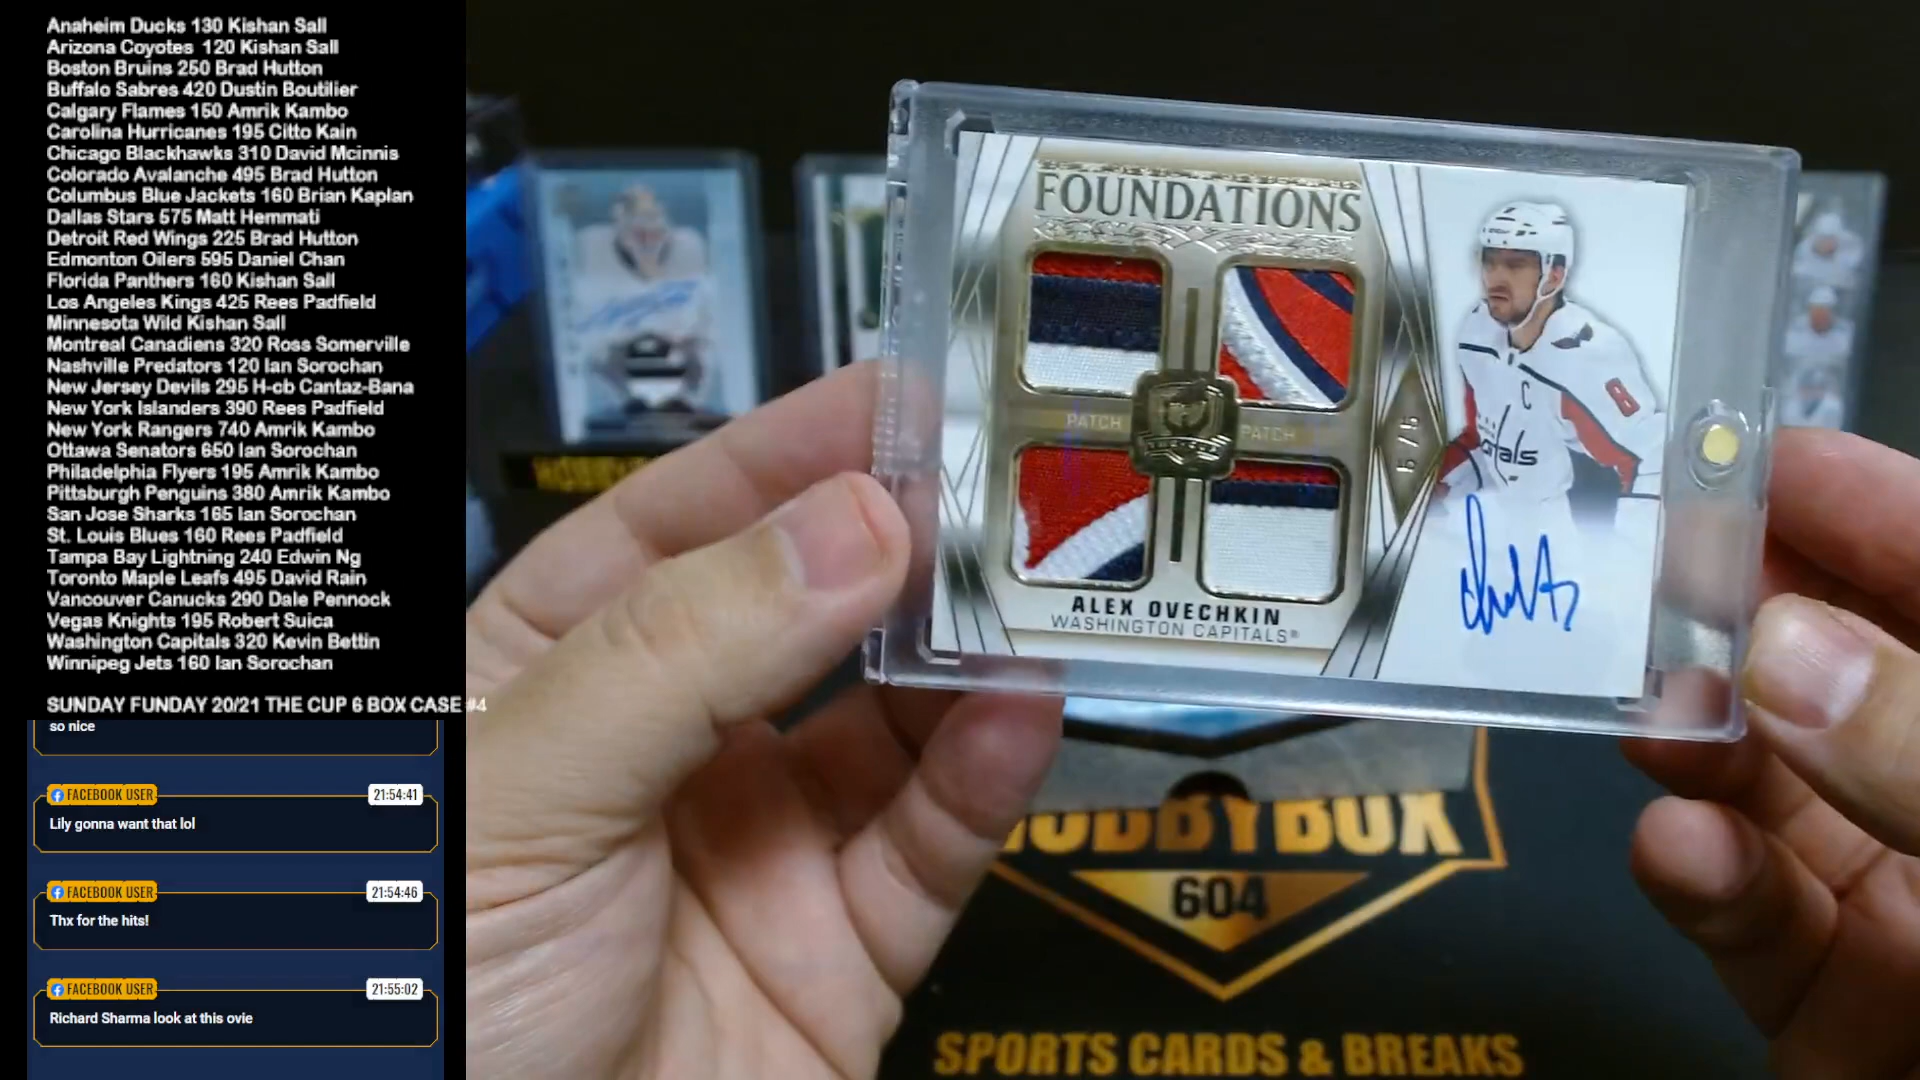 Anaheim Ducks 130 Kishan Sall
Arizona Coyotes 120 Kishan Sall
Boston Bruins 250 Brad Hutton
Buffalo Sabres 420 Dustin Boutilier
Calgary Flames 150 Amrik Kambo
Carolina Hurricanes 195 Citto Kain
Chicago Blackhawks 310 David Mcinnis
Colorado Avalanche 495 Brad Hutton
Columbus Blue Jackets 160 Brian Kaplan
Dallas Stars 575 Matt Hemmati
Detroit Red Wings 225 Brad Hutton
Edmonton Oilers 595 Daniel Chan
Florida Panthers 160 Kishan Sall
Los Angeles Kings 425 Rees Padfield
Minnesota Wild Kishan Sall
Montreal Canadiens 320 Ross Somerville
Nashville Predators 120 Ian Sorochan
New Jersey Devils 295 H-cb Cantaz-Bana
New York Islanders 390 Rees Padfield
New York Rangers 740 Amrik Kambo
Ottawa Senators 650 Ian Sorochan
Philadelphia Flyers 195 Amrik Kambo
Pittsburgh Penguins 380 Amrik Kambo
San Jose Sharks 165 Ian Sorochan
St. Louis Blues 160 Rees Padfield
Tampa Bay Lightning 240 Edwin Ng
Toronto Maple Leafs 495 David Rain
Vancouver Canucks 290 Dale Pennock
Vegas Knights 195 Robert Suica
Washington Capitals 320 Kevin Bettin
Winnipeg Jets 160 Ian Sorochan
SUNDAY FUNDAY 20/21 THE CUP 6 BOX CASE #4
so nice
FACEBOOK USER 21:54:41
Lily gonna want that lol
FACEBOOK USER 21:54:46
Thx for the hits!
FACEBOOK USER 21:55:02
Richard Sharma look at this ovie
FOUNDATIONS
PATCH PATCH
ALEX OVECHKIN
WASHINGTON CAPITALS®
C
8
HOBBYBOX
604
SPORTS CARDS & BREAKS